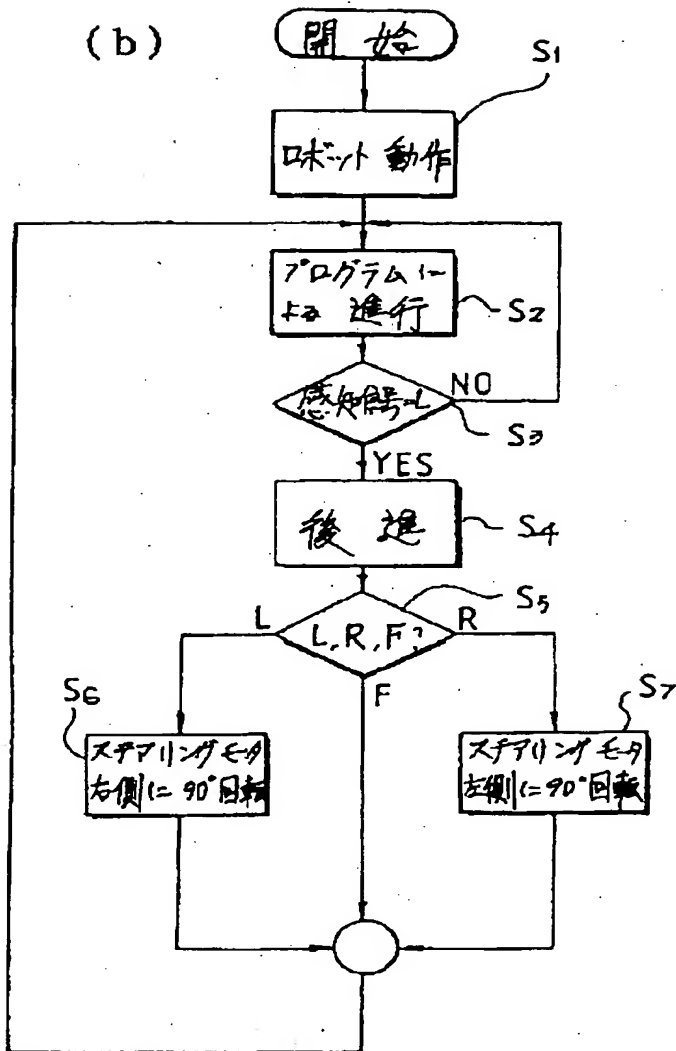 (b)
開 始
S1
ロボット 動作
プログラムに
よる 進行
S2
感知信号=L
NO
S3
YES
後 進
S4
S5
L
L, R, F?
R
F
S6
ステアリングモータ
右側に90°回転
S7
ステアリングモータ
左側に90°回転